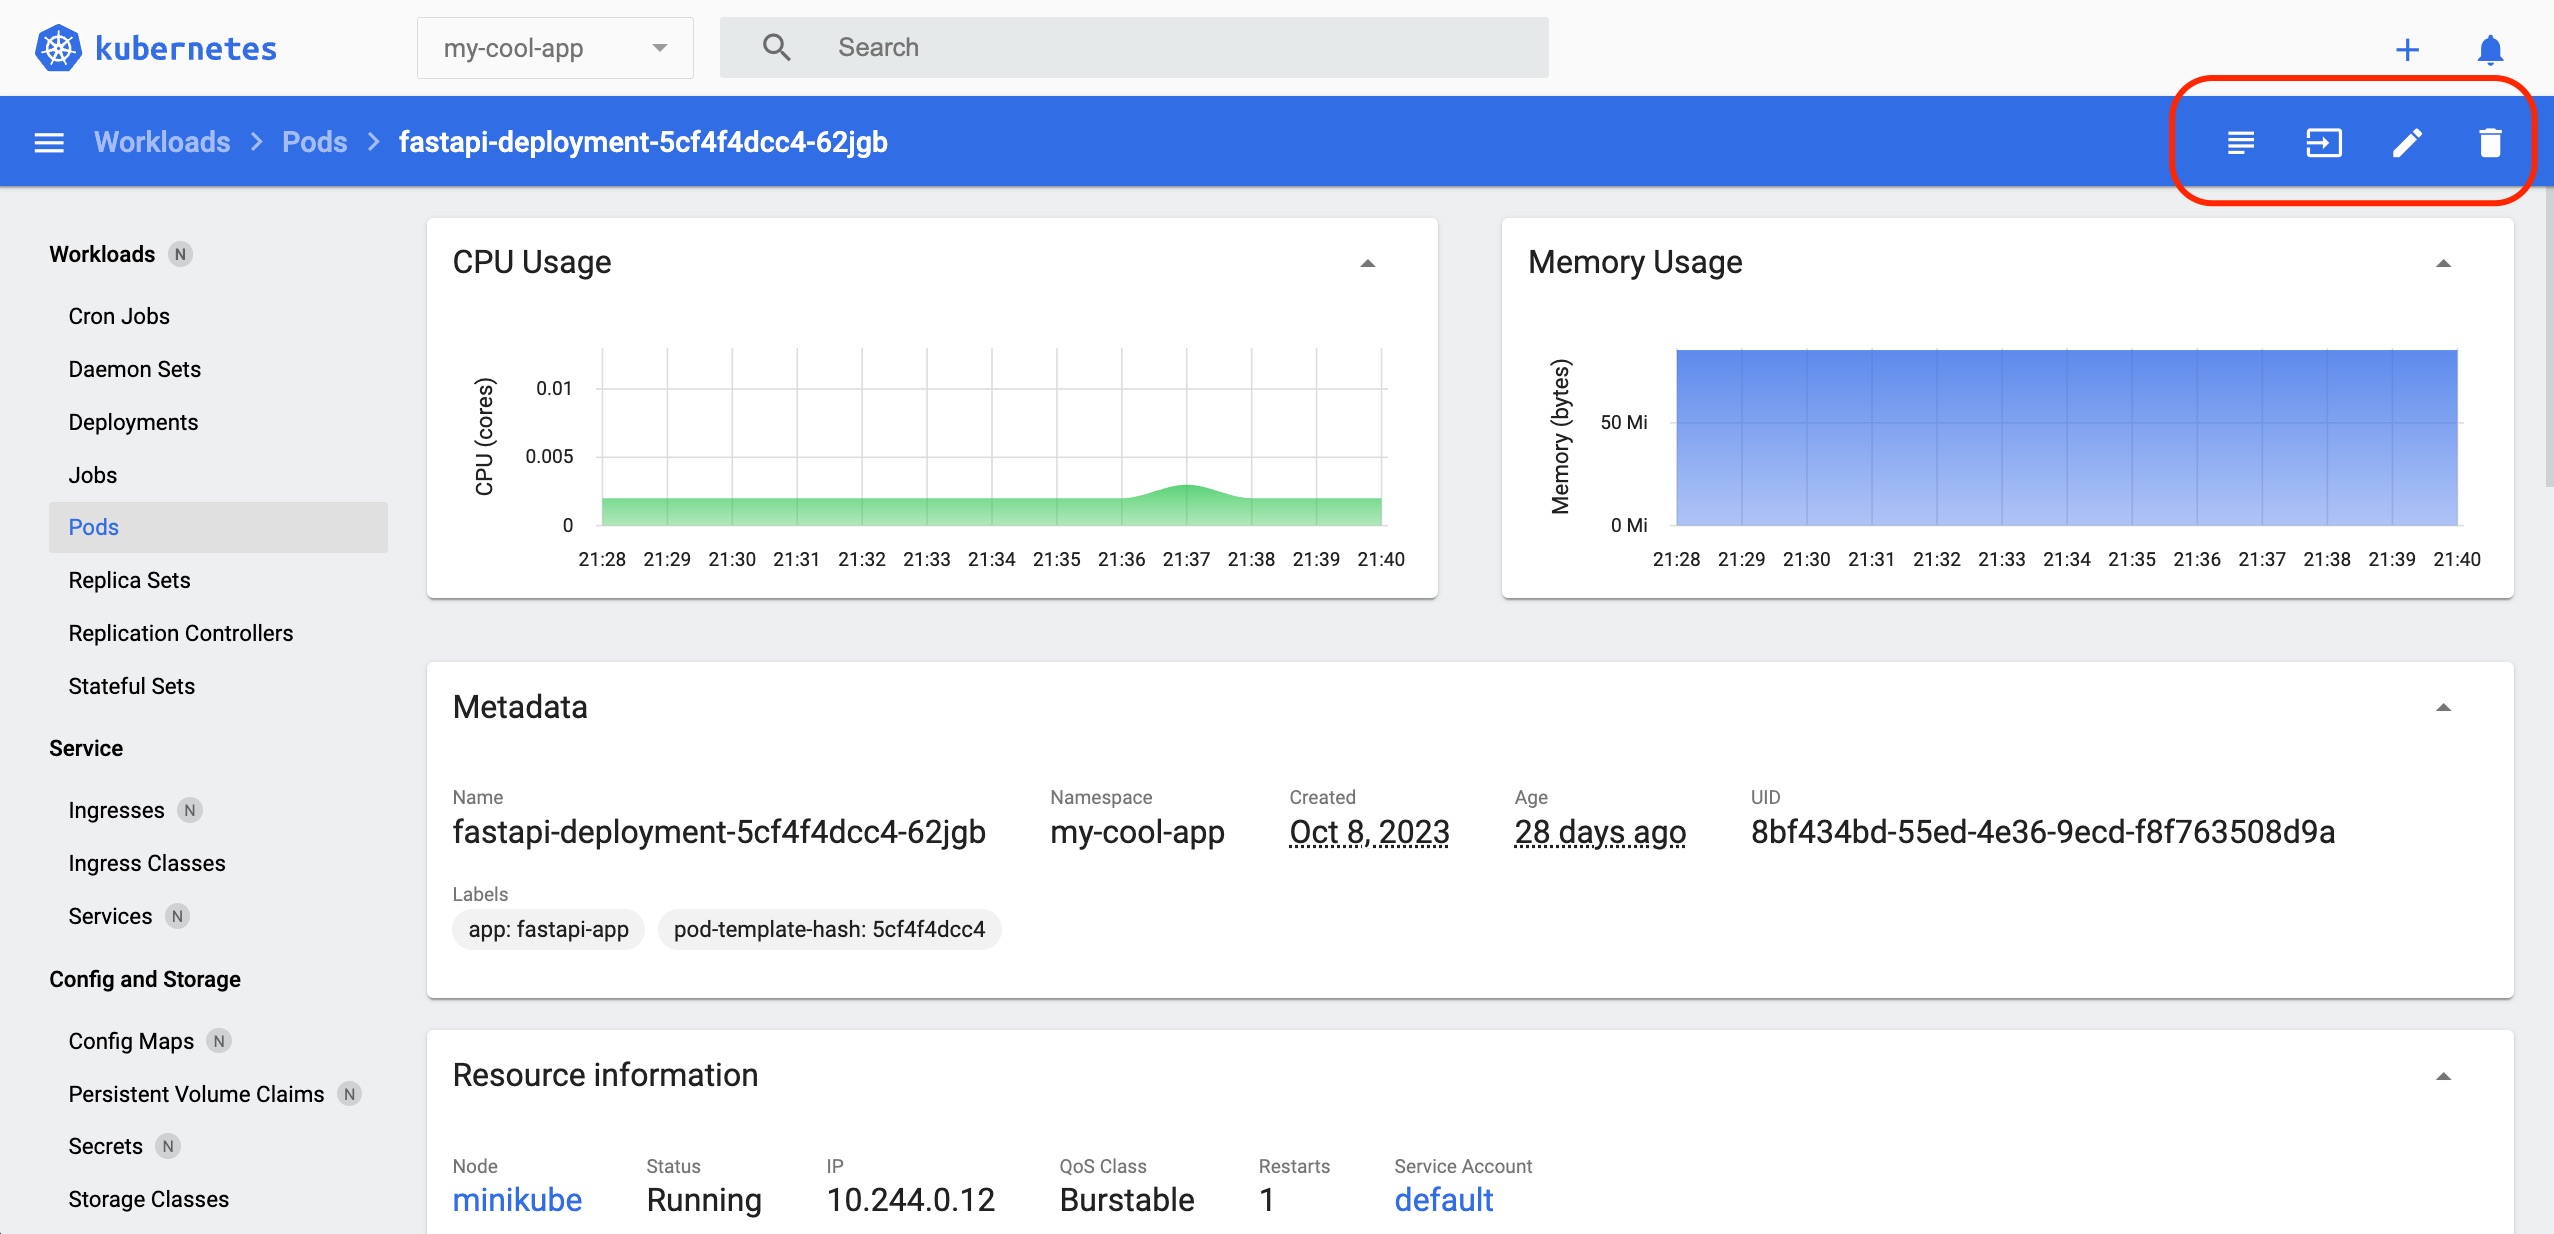 kubernetes
my-cool-app
Search
Workloads > Pods > fastapi-deployment-5cf4f4dcc4-62jgb
Workloads N
Cron Jobs
Daemon Sets
Deployments
Jobs
Pods
Replica Sets
Replication Controllers
Stateful Sets
Service
Ingresses N
Ingress Classes
Services N
Config and Storage
Config Maps N
Persistent Volume Claims N
Secrets N
Storage Classes
CPU Usage
CPU (cores)
0.01
0.005
0
21:28 21:29 21:30 21:31 21:32 21:33 21:34 21:35 21:36 21:37 21:38 21:39 21:40
Memory Usage
Memory (bytes)
50 Mi
0 Mi
21:28 21:29 21:30 21:31 21:32 21:33 21:34 21:35 21:36 21:37 21:38 21:39 21:40
Metadata
Name Namespace Created Age UID
fastapi-deployment-5cf4f4dcc4-62jgb my-cool-app Oct 8, 2023 28 days ago 8bf434bd-55ed-4e36-9ecd-f8f763508d9a
Labels
app: fastapi-app pod-template-hash: 5cf4f4dcc4
Resource information
Node Status IP QoS Class Restarts Service Account
minikube Running 10.244.0.12 Burstable 1 default